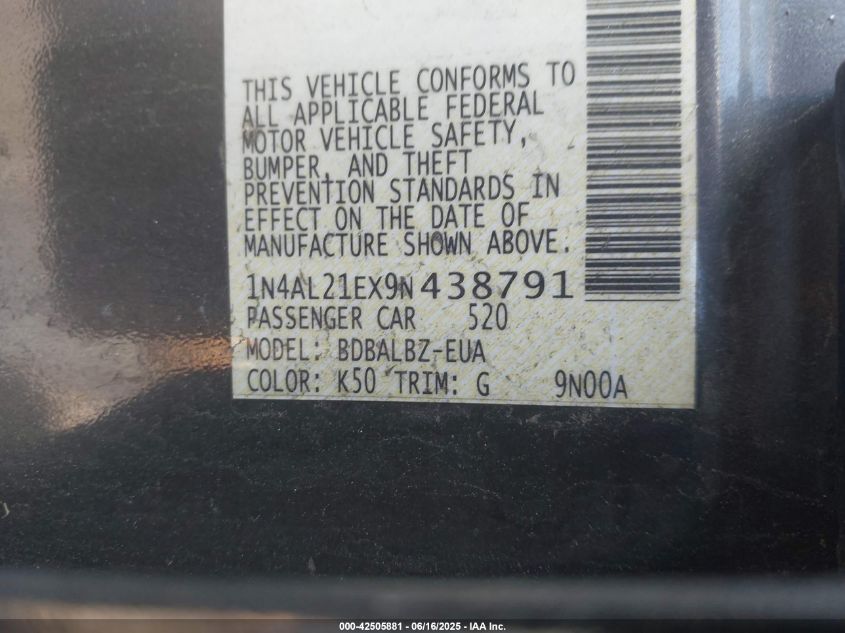 THIS VEHICLE CONFORMS TO
ALL APPLICABLE FEDERAL
MOTOR VEHICLE SAFETY,
BUMPER, AND THEFT
PREVENTION STANDARDS IN
EFFECT ON THE DATE OF
MANUFACTURE SHOWN ABOVE.
1N4AL21EX9N438791
PASSENGER CAR 520
MODEL: BDBALBZ-EUA
COLOR: K50 TRIM: G 9N00A
000-42505881 - 06/16/2025 - IAA Inc.